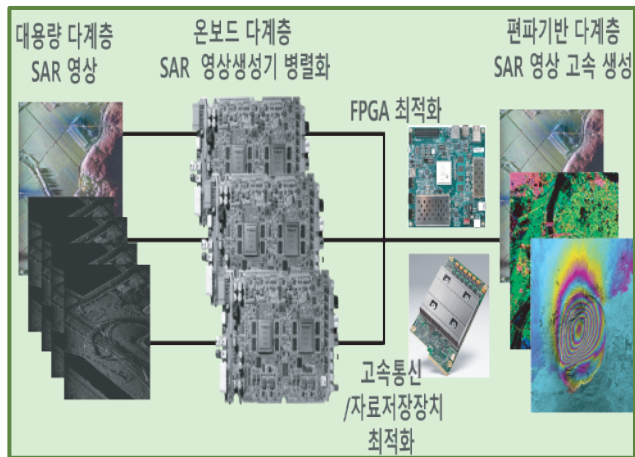 대용량 다계층
SAR 영상
온보드 다계층
SAR 영상생성기 병렬화
편파기반 다계층
SAR 영상 고속 생성
FPGA 최적화
고속통신
/자료저장장치
최적화